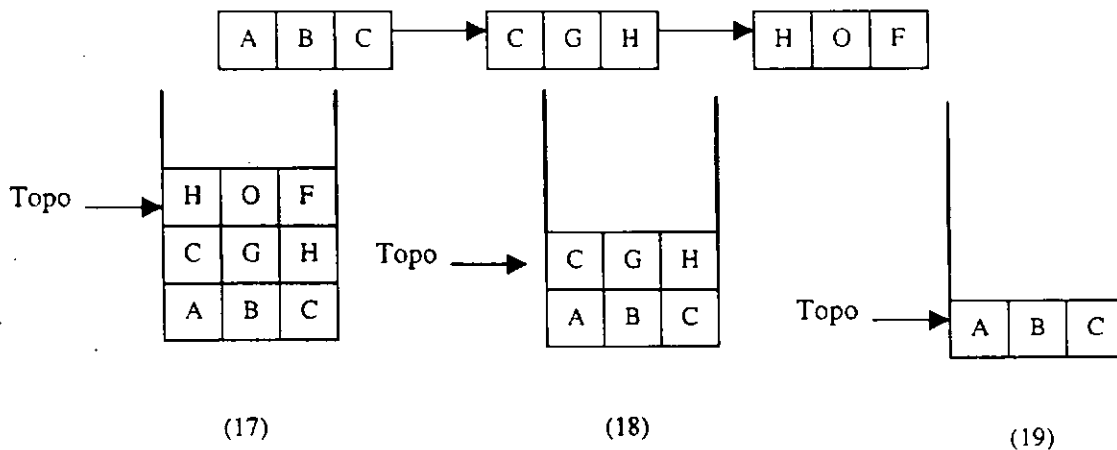 A B C C G H H O F
Topo H O F
C G H
A B C
Topo C G H
A B C
Topo A B C
(17) (18) (19)